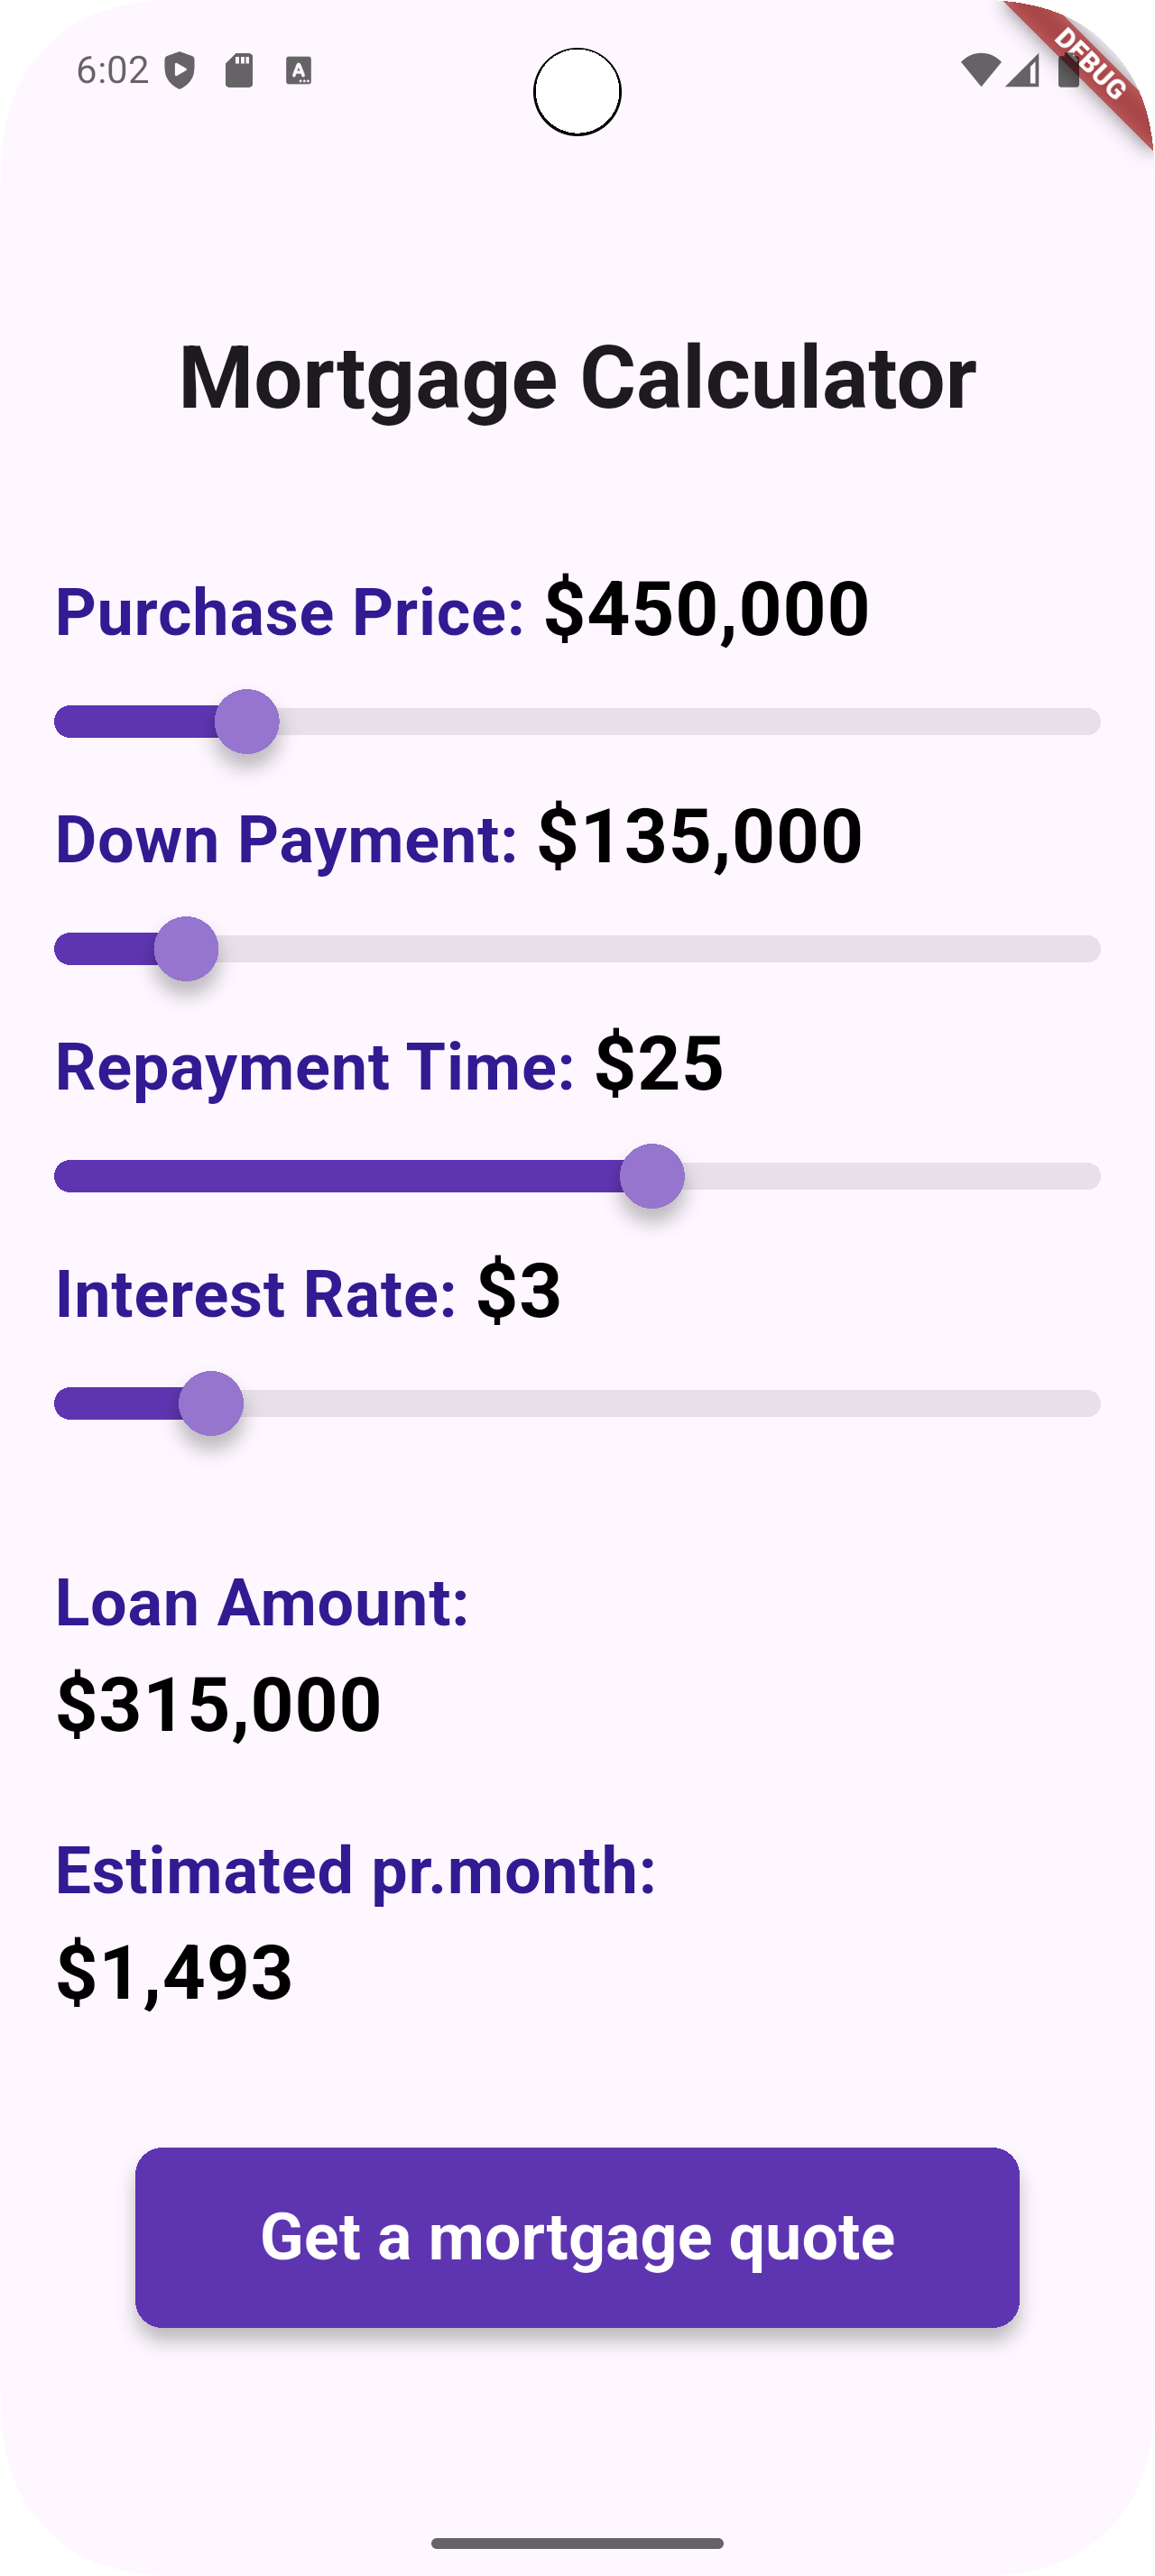 6:02
DEBUG
Mortgage Calculator
Purchase Price: $450,000
Down Payment: $135,000
Repayment Time: $25
Interest Rate: $3
Loan Amount:
$315,000
Estimated pr.month:
$1,493
Get a mortgage quote